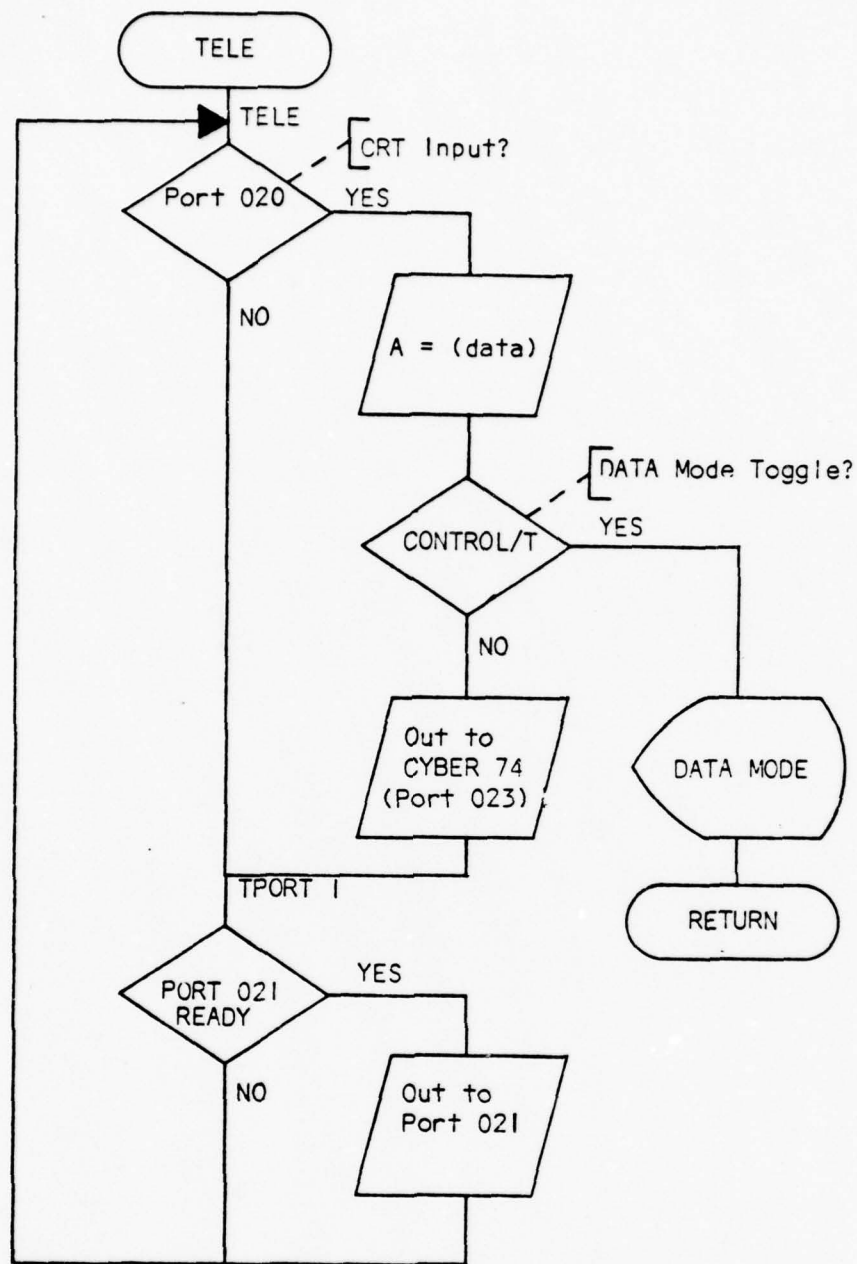 TELE
TELE
CRT Input?
Port 020
YES
NO
A = (data)
DATA Mode Toggle?
CONTROL/T
YES
NO
Out to
CYBER 74
(Port 023)
DATA MODE
TPORT 1
RETURN
PORT 021
READY
YES
NO
Out to
Port 021